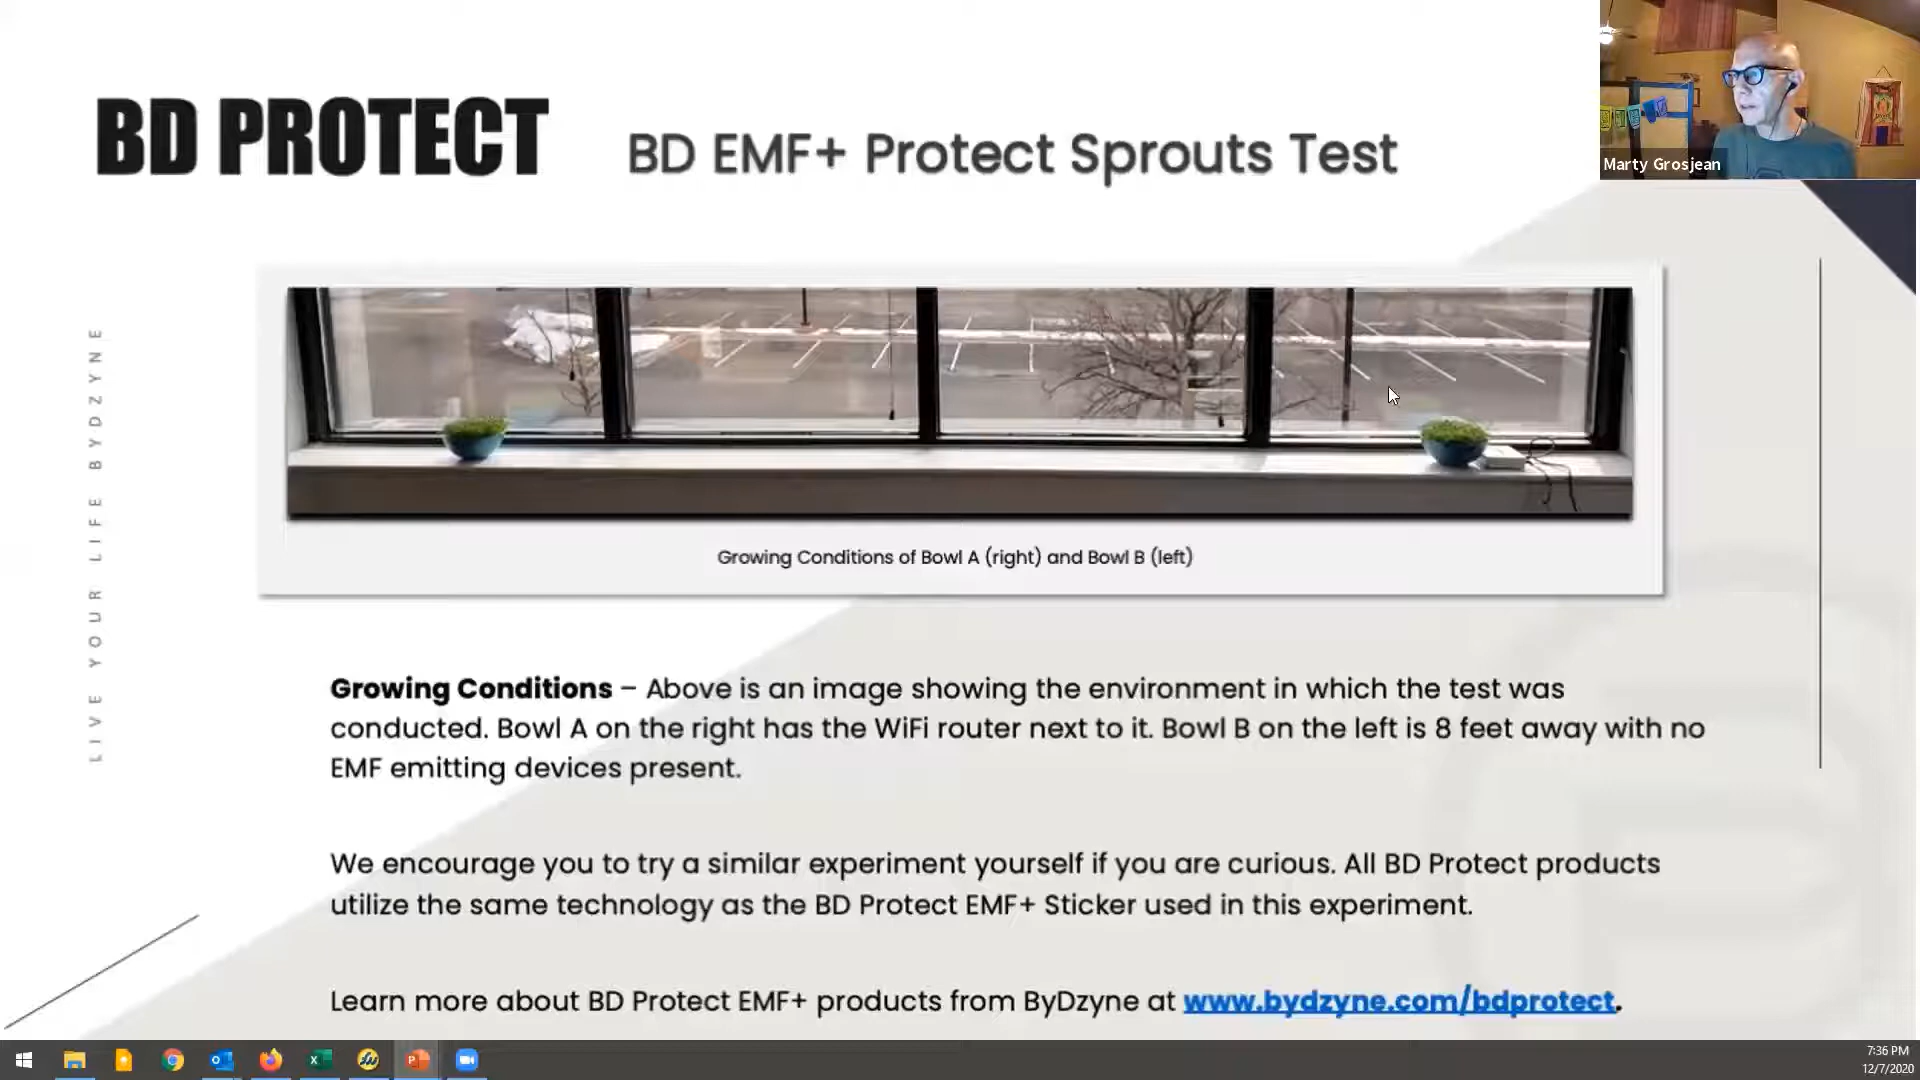 BD PROTECT
BD EMF+ Protect Sprouts Test
Marty Grosjean
LIVE YOUR LIFE BYDZYNE
Growing Conditions of Bowl A (right) and Bowl B (left)
Growing Conditions – Above is an image showing the environment in which the test was
conducted. Bowl A on the right has the WiFi router next to it. Bowl B on the left is 8 feet away with no
EMF emitting devices present.
We encourage you to try a similar experiment yourself if you are curious. All BD Protect products
utilize the same technology as the BD Protect EMF+ Sticker used in this experiment.
Learn more about BD Protect EMF+ products from ByDzyne at www.bydzyne.com/bdprotect.
7:36 PM
12/7/2020